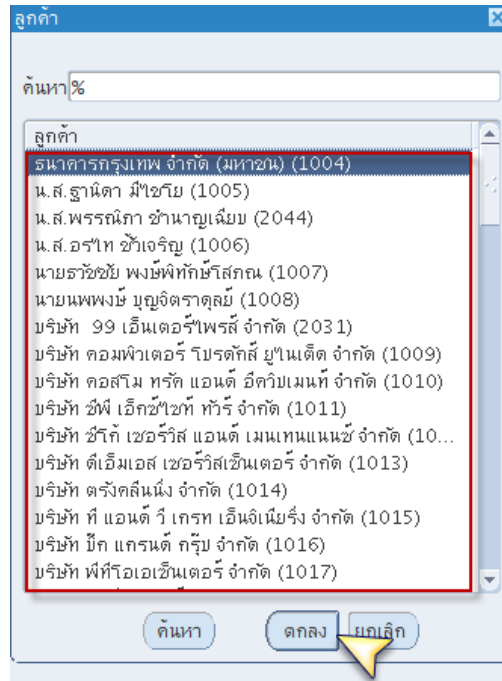 ลูกค้า
ค้นหา %
ลูกค้า
ธนาคารกรุงเทพ จำกัด (มหาชน) (1004)
น.ส.ฐานิดา มีไชโย (1005)
น.ส.พรรณิภา ชำนาญเฉียบ (2044)
น.ส.อรไท ชั้วเจริญ (1006)
นายธวัชชัย พงษ์พิทักษ์โสภณ (1007)
นายนพพงษ์ บุญจิตราดุลย์ (1008)
บริษัท 99 เอ็นเตอร์ไพรส์ จำกัด (2031)
บริษัท คอมพิวเตอร์ โปรดักส์ ยูไนเต็ด จำกัด (1009)
บริษัท คอสโม ทรัค แอนด์ อีควิปเมนท์ จำกัด (1010)
บริษัท ซีพี เอ็กซ์ไซท์ ทัวร์ จำกัด (1011)
บริษัท ซีโก้ เซอร์วิส แอนด์ เมนเทนแนนซ์ จำกัด (10...
บริษัท ดีเอ็มเอส เซอร์วิสเซ็นเตอร์ จำกัด (1013)
บริษัท ตรังคลีนนิ่ง จำกัด (1014)
บริษัท ที แอนด์ วี เกรท เอ็นจิเนียริ่ง จำกัด (1015)
บริษัท บิ๊ก แกรนด์ กรุ๊ป จำกัด (1016)
บริษัท พีทีโอเอเซ็นเตอร์ จำกัด (1017)
ค้นหา ตกลง ยกเลิก